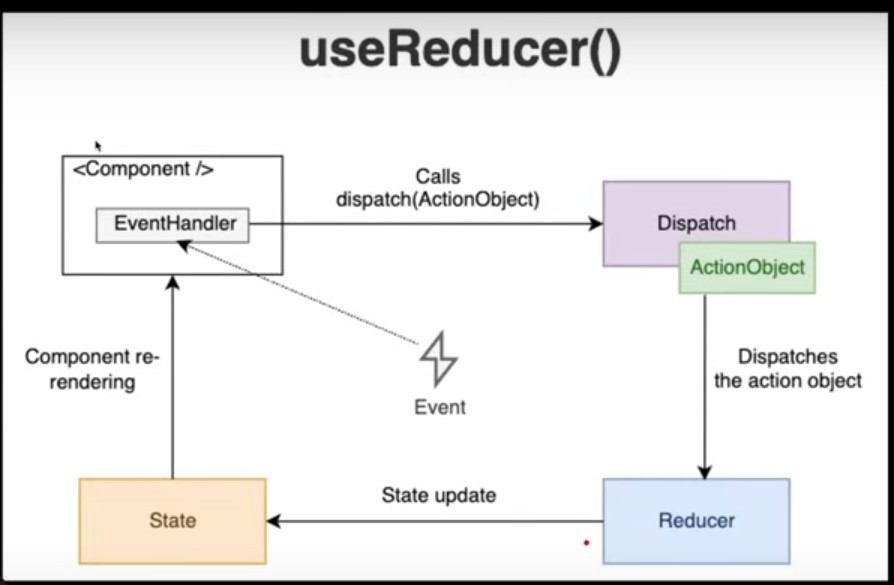 useReducer()
<Component />
EventHandler
Calls
dispatch(ActionObject)
Dispatch
ActionObject
Component re-
rendering
Event
Dispatches
the action object
State
State update
Reducer